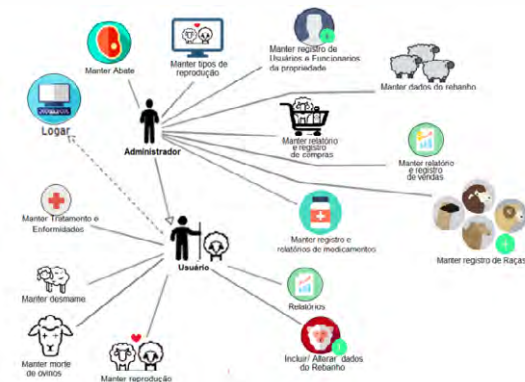 Manter Abate
Manter tipos de
reprodução
Manter registro de
Usuários e Funcionarios
da propriedade
Manter dados do rebanho
Logar
Administrador
Manter relatório
e registro
de compras
Manter relatório
e registro
de vendas
Manter Tratamento e
Enfermidades
Manter registro e
relatórios de medicamentos
Manter registro de Raças
Usuário
Manter desmame
Relatórios
Manter morte
de ovinos
Manter reprodução
Incluir/ Alterar dados
do Rebanho